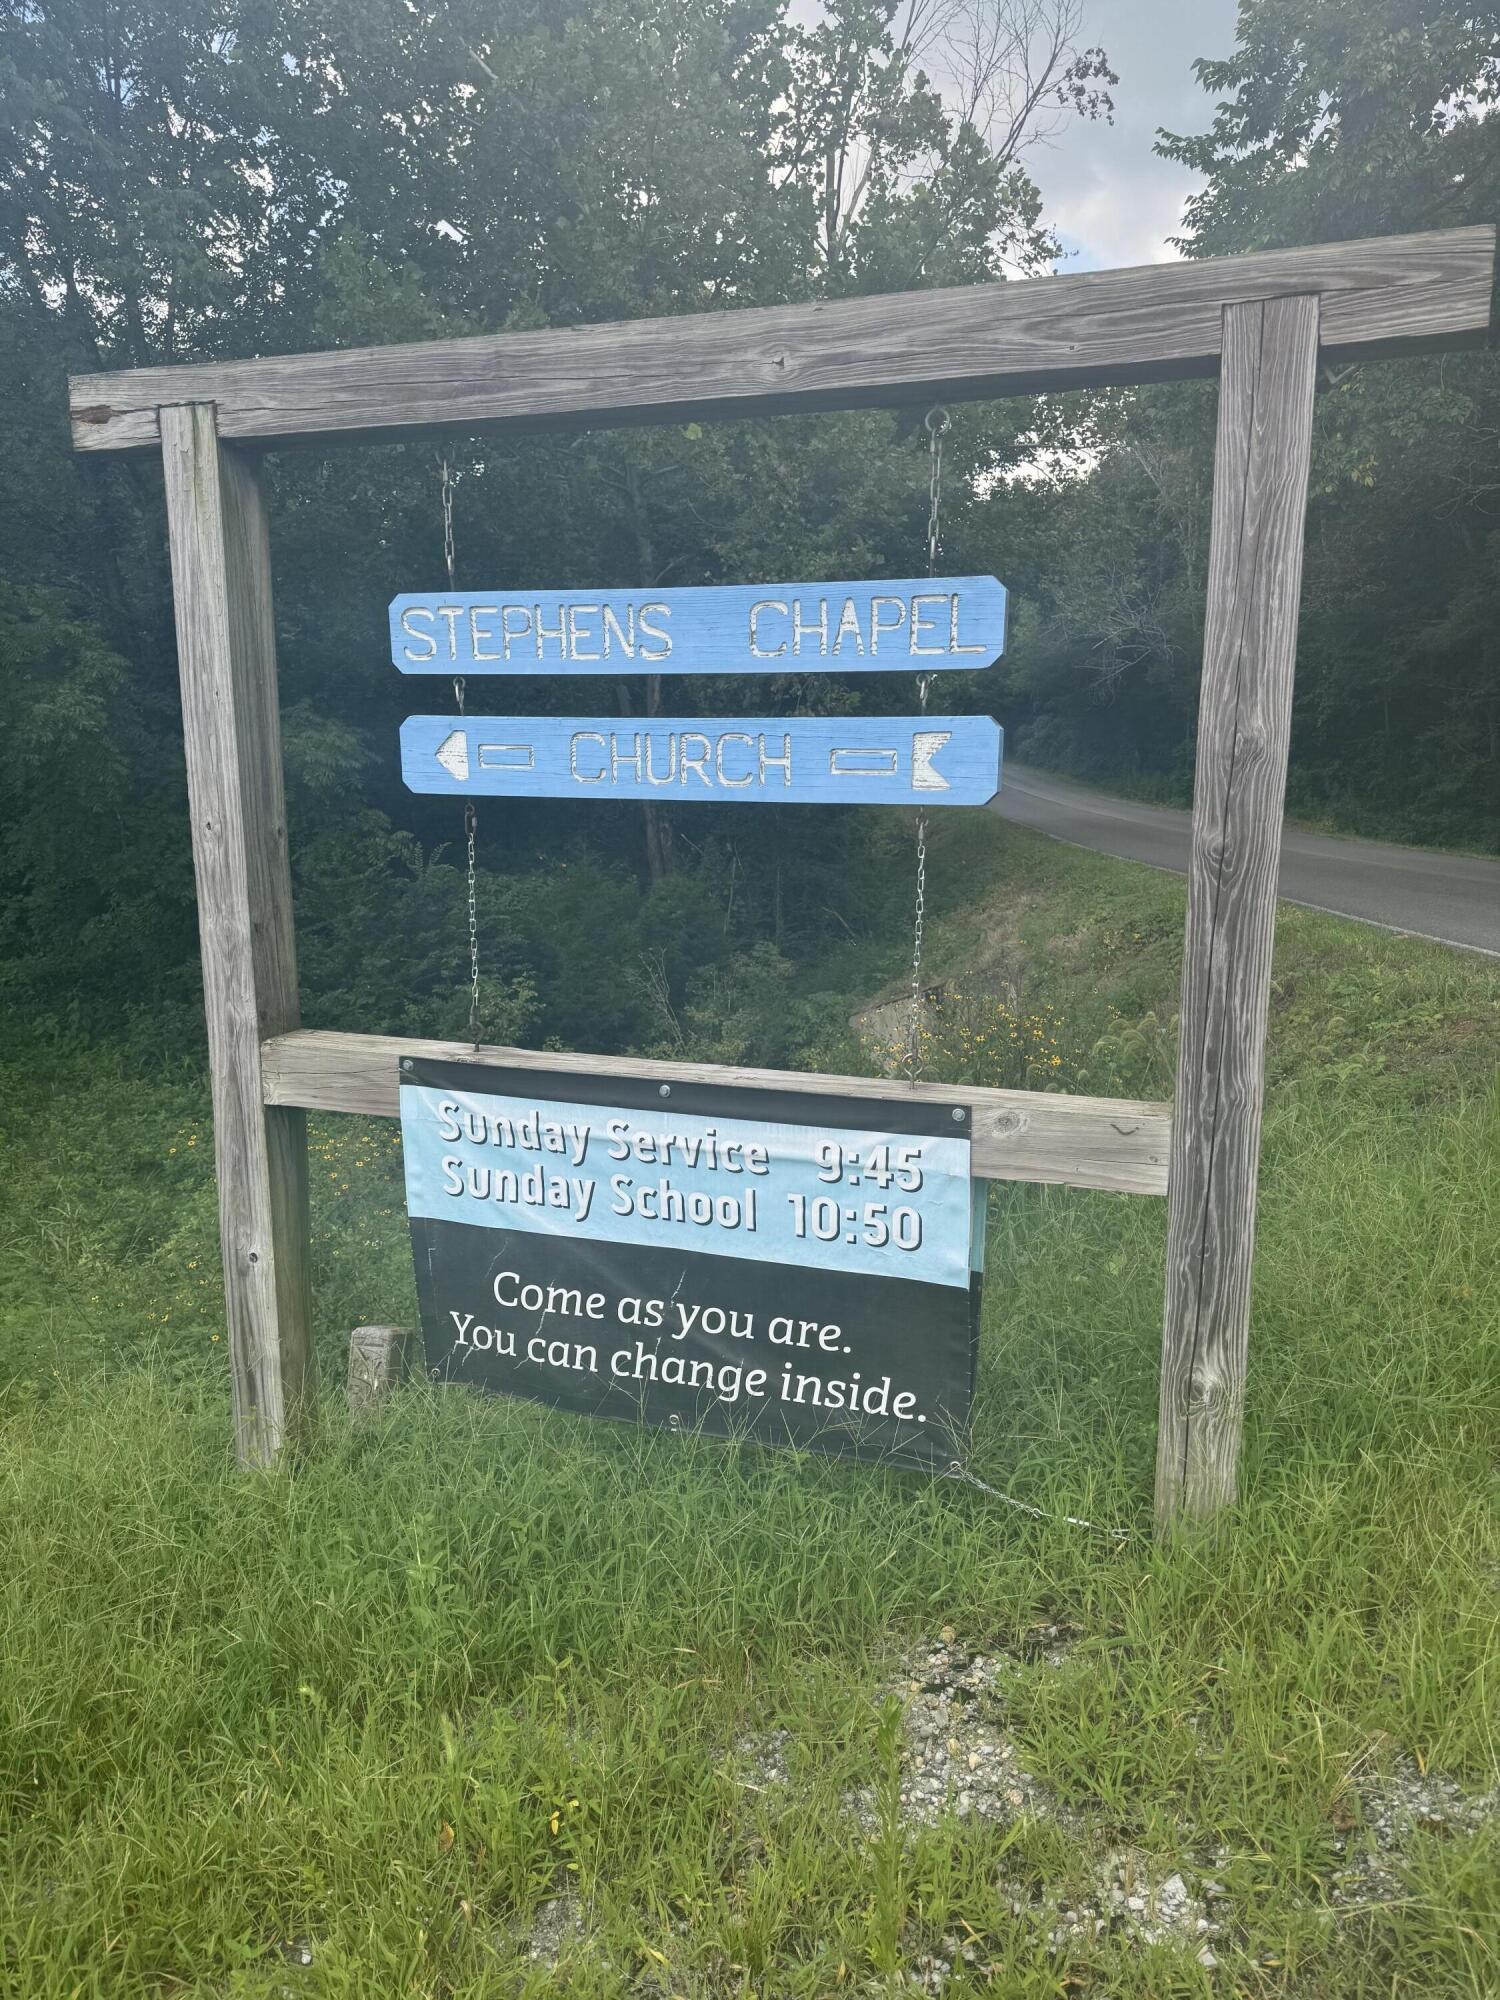 STEPHENS CHAPEL
CHURCH
Sunday Service 9:45
Sunday School 10:50
Come as you are.
You can change inside.